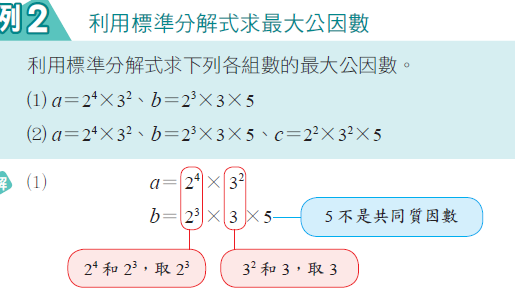 例2 利用標準分解式求最大公因數
利用標準分解式求下列各組數的最大公因數。
(1) a＝2⁴×3²、b＝2³×3×5
(2) a＝2⁴×3²、b＝2³×3×5、c＝2²×3²×5
解 (1) a＝2⁴×3²
b＝2³×3×5 5 不是共同質因數
2⁴ 和 2³，取 2³ 3² 和 3，取 3